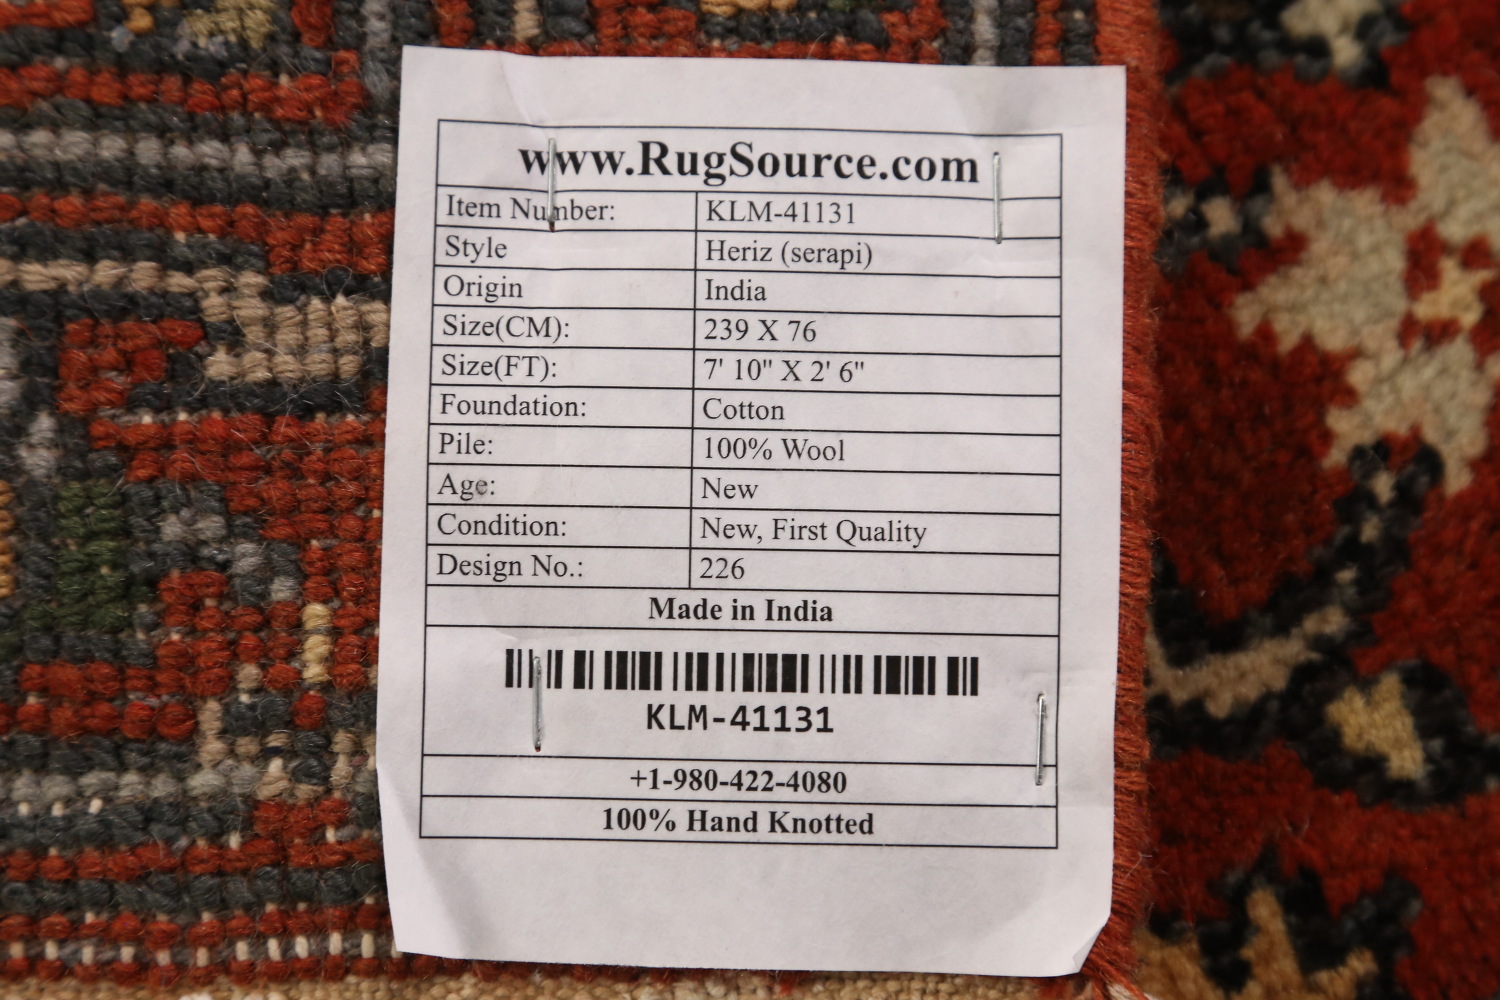 www.RugSource.com
Item Number: KLM-41131
Style Heriz (serapi)
Origin India
Size(CM): 239 X 76
Size(FT): 7' 10" X 2' 6"
Foundation: Cotton
Pile: 100% Wool
Age: New
Condition: New, First Quality
Design No.: 226
Made in India
KLM-41131
+1-980-422-4080
100% Hand Knotted